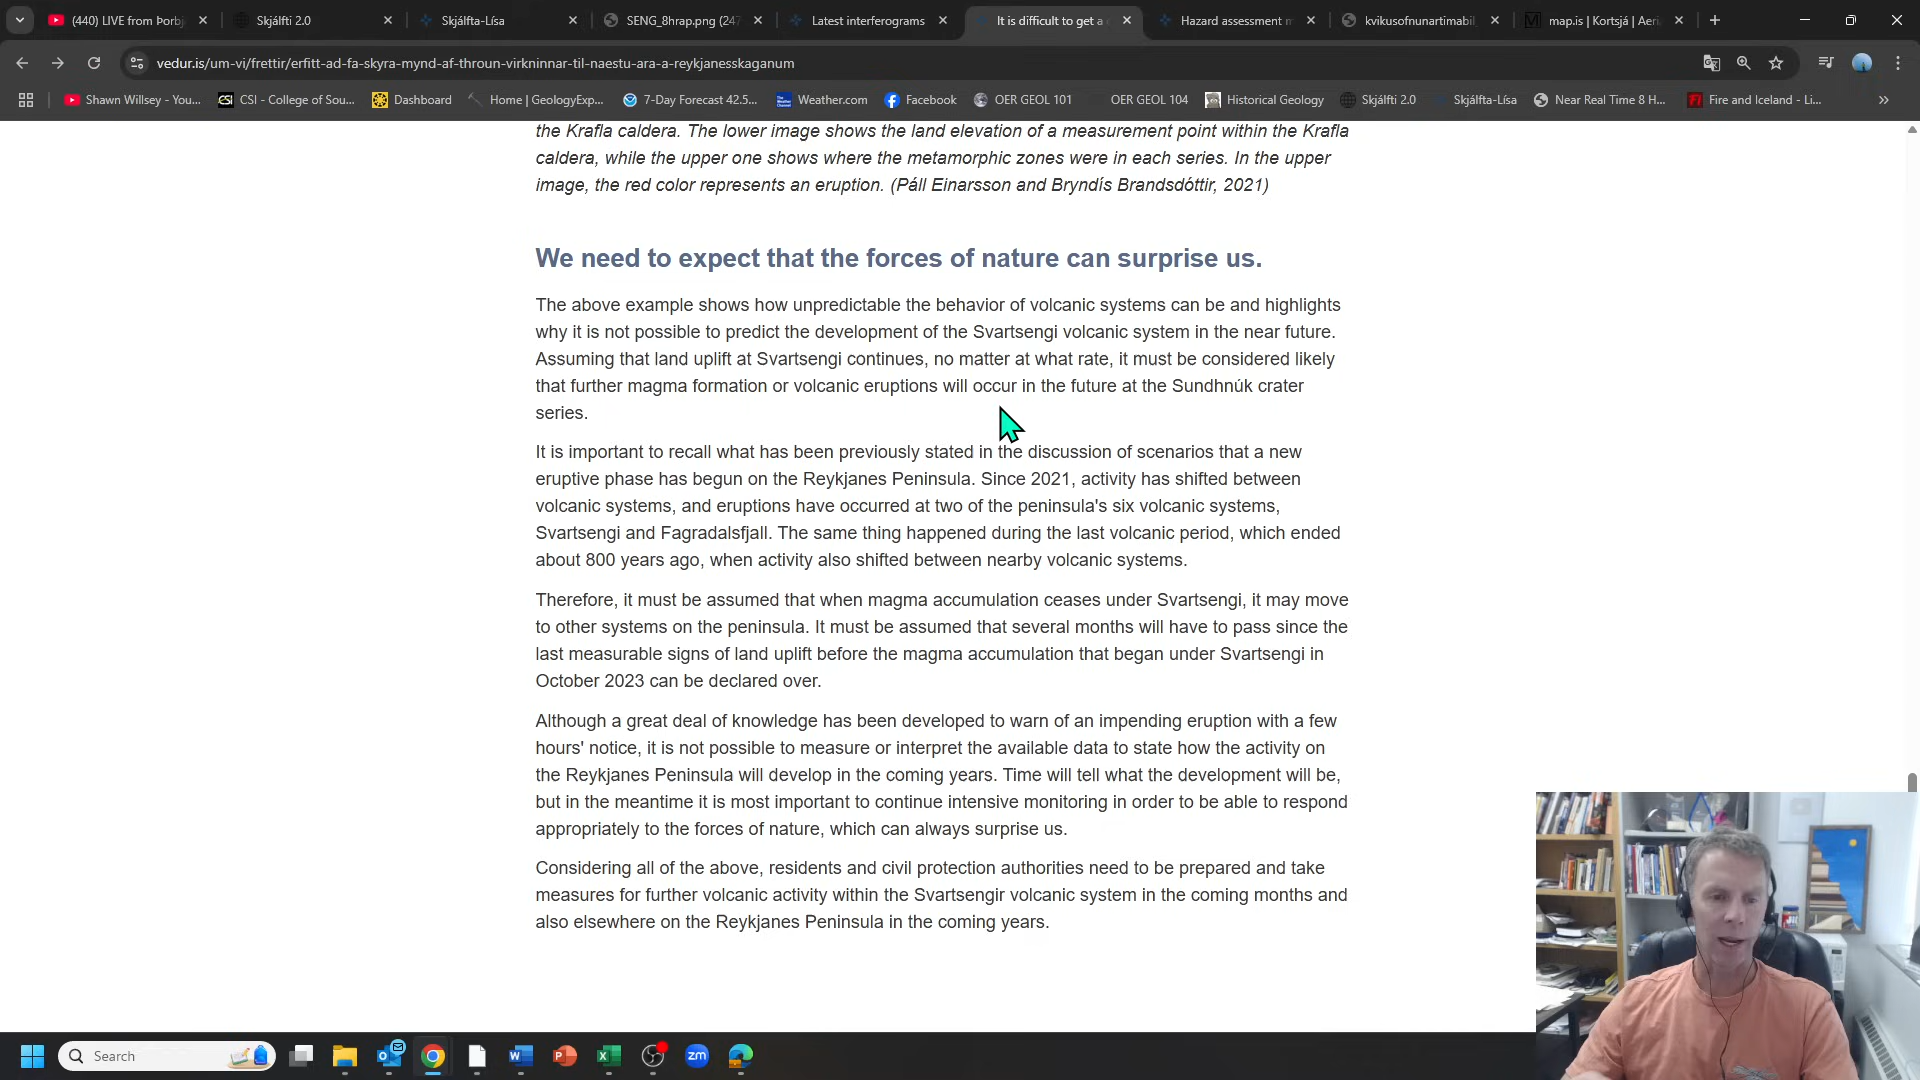 (440) LIVE from Þorbj
Skjálfti 2.0
Skjálfta-Lísa
SENG_8hrap.png (247
Latest interferograms
It is difficult to get a c
Hazard assessment m
kvikusofnunartimabil
map.is | Kortsjá | Aeri
vedur.is/um-vi/frettir/erfitt-ad-fa-skyra-mynd-af-throun-virkninnar-til-naestu-ara-a-reykjanesskaganum
Shawn Willsey - You...
CSI - College of Sou...
Dashboard
Home | GeologyExp...
7-Day Forecast 42.5...
Weather.com
Facebook
OER GEOL 101
OER GEOL 104
Historical Geology
Skjálfti 2.0
Skjálfta-Lísa
Near Real Time 8 H...
Fire and Iceland - Li...
the Krafla caldera. The lower image shows the land elevation of a measurement point within the Krafla
caldera, while the upper one shows where the metamorphic zones were in each series. In the upper
image, the red color represents an eruption. (Páll Einarsson and Bryndís Brandsdóttir, 2021)
We need to expect that the forces of nature can surprise us.
The above example shows how unpredictable the behavior of volcanic systems can be and highlights
why it is not possible to predict the development of the Svartsengi volcanic system in the near future.
Assuming that land uplift at Svartsengi continues, no matter at what rate, it must be considered likely
that further magma formation or volcanic eruptions will occur in the future at the Sundhnúk crater
series.
It is important to recall what has been previously stated in the discussion of scenarios that a new
eruptive phase has begun on the Reykjanes Peninsula. Since 2021, activity has shifted between
volcanic systems, and eruptions have occurred at two of the peninsula's six volcanic systems,
Svartsengi and Fagradalsfjall. The same thing happened during the last volcanic period, which ended
about 800 years ago, when activity also shifted between nearby volcanic systems.
Therefore, it must be assumed that when magma accumulation ceases under Svartsengi, it may move
to other systems on the peninsula. It must be assumed that several months will have to pass since the
last measurable signs of land uplift before the magma accumulation that began under Svartsengi in
October 2023 can be declared over.
Although a great deal of knowledge has been developed to warn of an impending eruption with a few
hours' notice, it is not possible to measure or interpret the available data to state how the activity on
the Reykjanes Peninsula will develop in the coming years. Time will tell what the development will be,
but in the meantime it is most important to continue intensive monitoring in order to be able to respond
appropriately to the forces of nature, which can always surprise us.
Considering all of the above, residents and civil protection authorities need to be prepared and take
measures for further volcanic activity within the Svartsengir volcanic system in the coming months and
also elsewhere on the Reykjanes Peninsula in the coming years.
Search